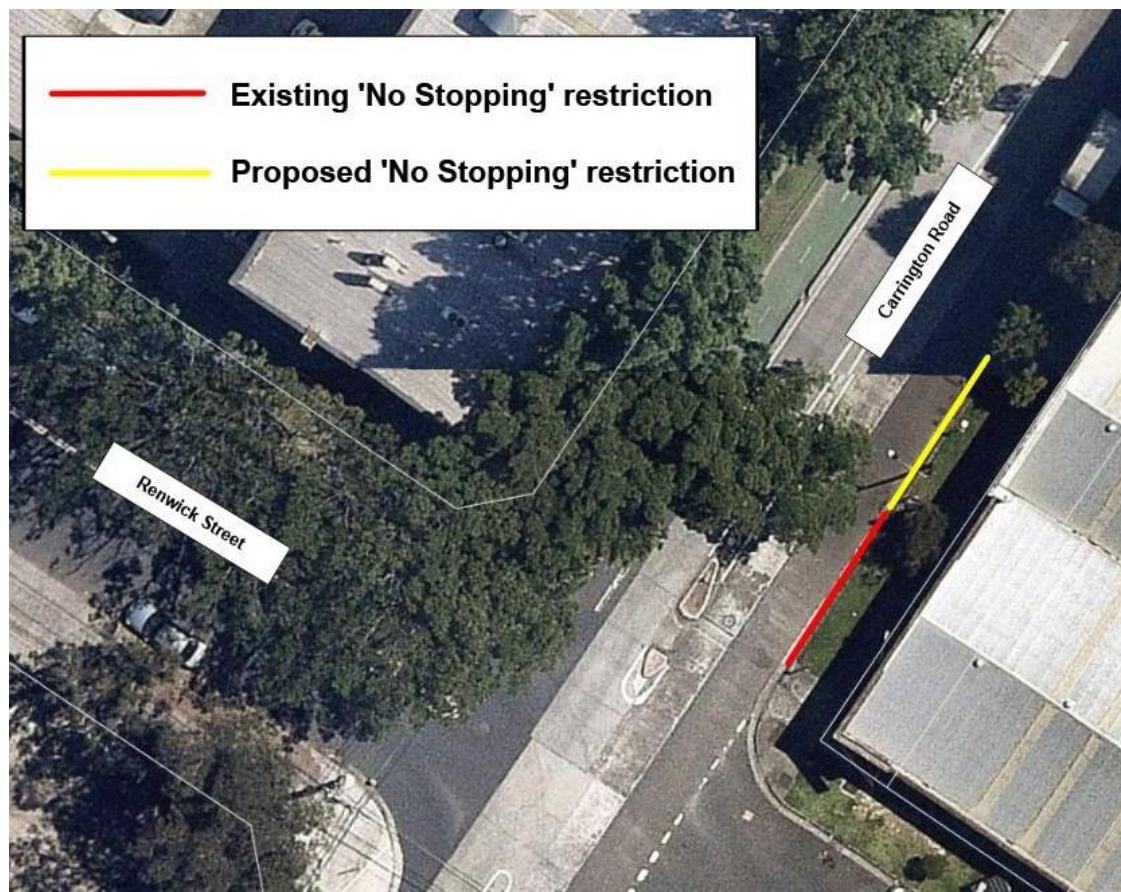 Existing 'No Stopping' restriction
Proposed 'No Stopping' restriction
Carrington Road
Renwick Street